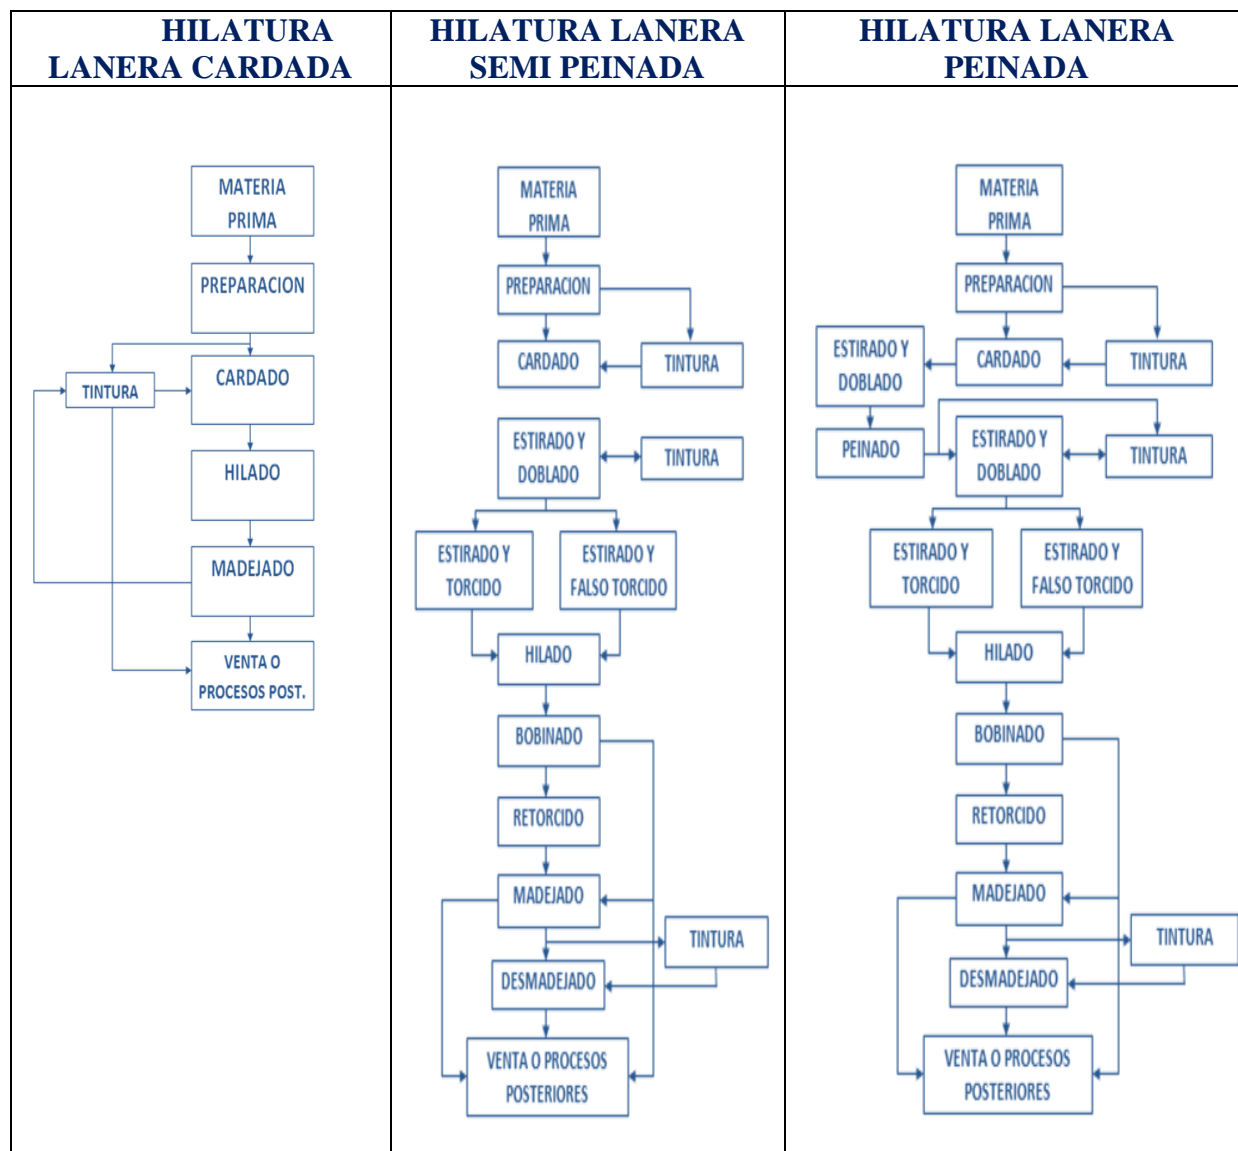 HILATURA
LANERA CARDADA
HILATURA LANERA
SEMI PEINADA
HILATURA LANERA
PEINADA
MATERIA
PRIMA
PREPARACION
TINTURA
CARDADO
HILADO
MADEJADO
VENTA O
PROCESOS POST.
MATERIA
PRIMA
PREPARACION
CARDADO
TINTURA
ESTIRADO Y
DOBLADO
TINTURA
ESTIRADO Y
TORCIDO
ESTIRADO Y
FALSO TORCIDO
HILADO
BOBINADO
RETORCIDO
MADEJADO
TINTURA
DESMADEJADO
VENTA O PROCESOS
POSTERIORES
MATERIA
PRIMA
PREPARACION
ESTIRADO Y
DOBLADO
CARDADO
TINTURA
PEINADO
ESTIRADO Y
DOBLADO
TINTURA
ESTIRADO Y
TORCIDO
ESTIRADO Y
FALSO TORCIDO
HILADO
BOBINADO
RETORCIDO
MADEJADO
TINTURA
DESMADEJADO
VENTA O PROCESOS
POSTERIORES